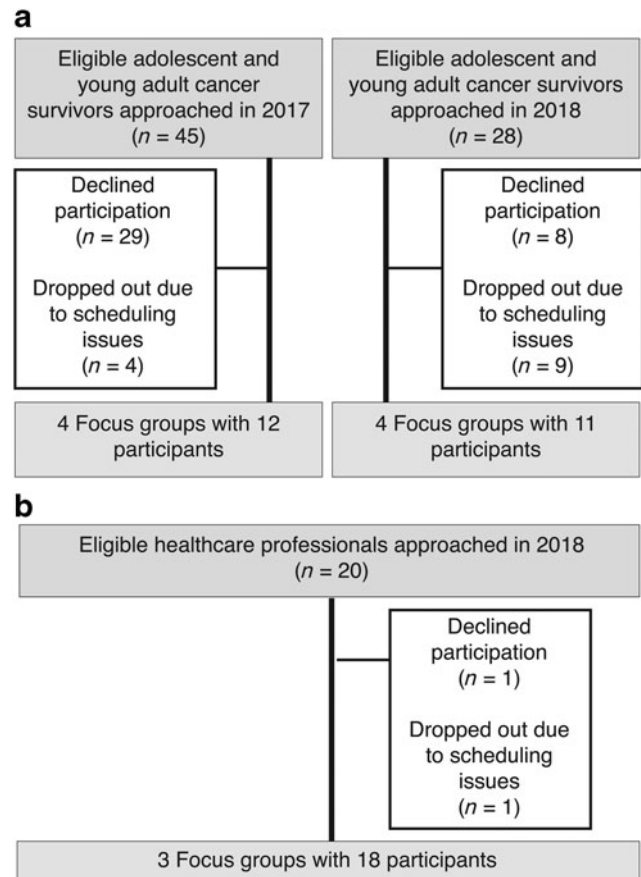 a
Eligible adolescent and
young adult cancer
survivors approached in 2017
(n = 45)
Declined
participation
(n = 29)
Dropped out due
to scheduling
issues
(n = 4)
4 Focus groups with 12
participants
Eligible adolescent and
young adult cancer survivors
approached in 2018
(n = 28)
Declined
participation
(n = 8)
Dropped out due
to scheduling
issues
(n = 9)
4 Focus groups with 11
participants
b
Eligible healthcare professionals approached in 2018
(n = 20)
Declined
participation
(n = 1)
Dropped out due
to scheduling
issues
(n = 1)
3 Focus groups with 18 participants